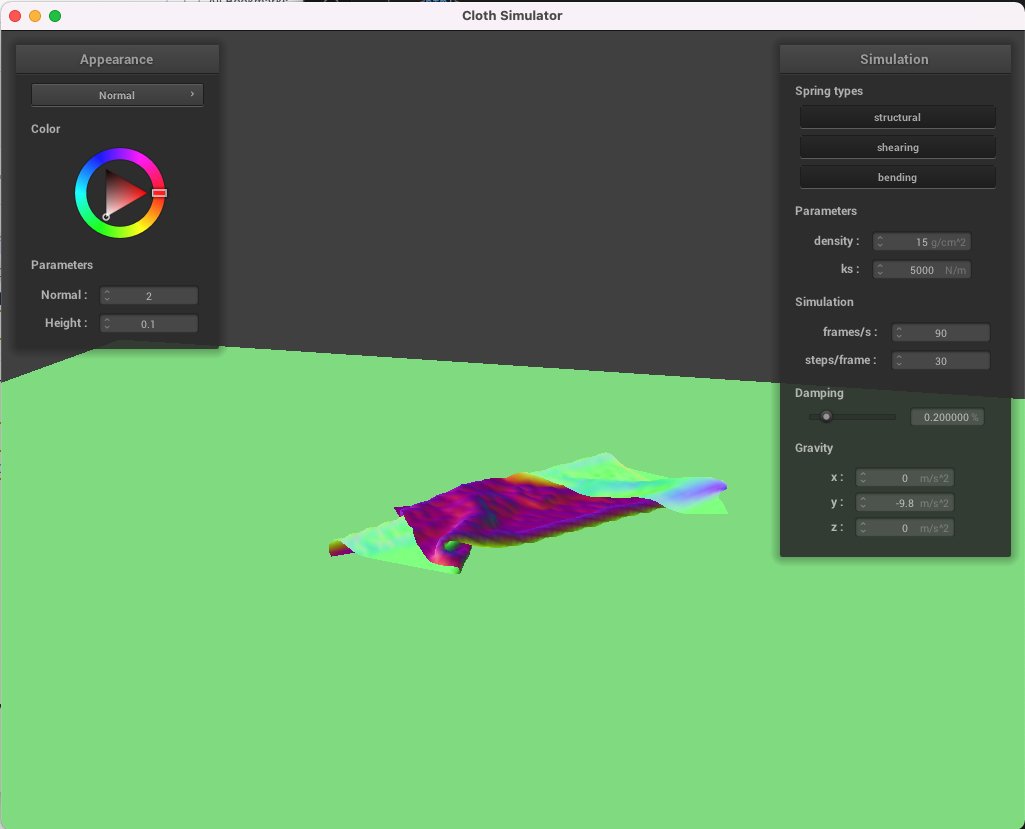 Cloth Simulator
Appearance
Normal
Color
Parameters
Normal : 2
Height : 0.1
Simulation
Spring types
structural
shearing
bending
Parameters
density : 15 g/cm^2
ks : 5000 N/m
Simulation
frames/s : 90
steps/frame : 30
Damping
0.200000 %
Gravity
x : 0 m/s^2
y : -9.8 m/s^2
z : 0 m/s^2